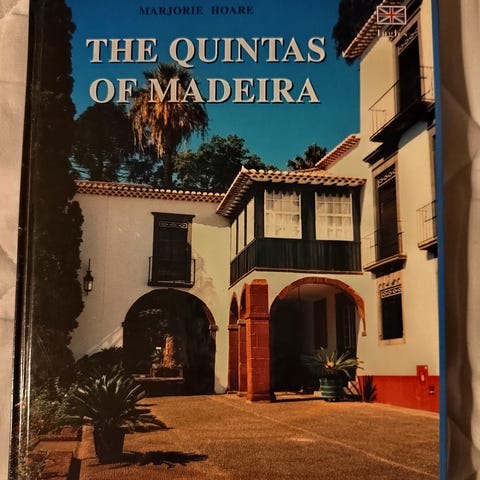 MARJORIE HOARE
THE QUINTAS
OF MADEIRA